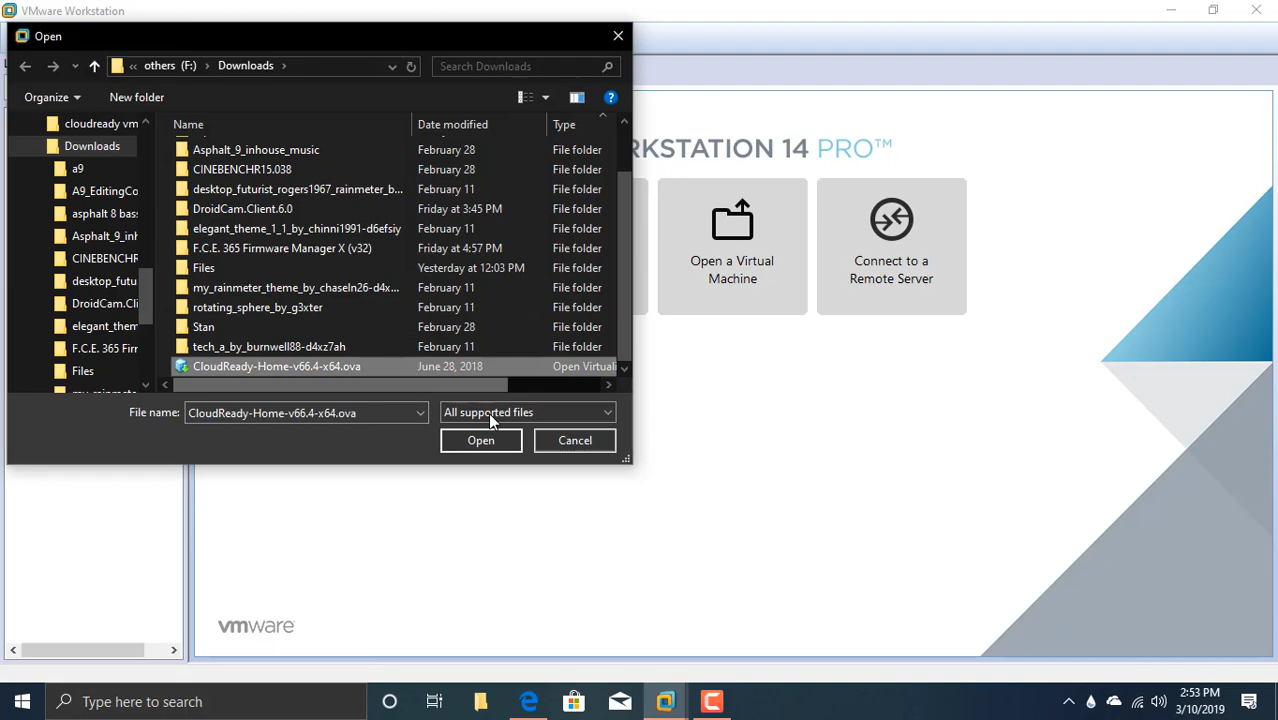 VMware Workstation
Open
« others (F:) > Downloads >
Search Downloads
Organize
New folder
Name
Date modified
Type
cloudready vm
Downloads
a9
A9_EditingCo
asphalt 8 bass
Asphalt_9_inh
CINEBENCHR
desktop_futu
DroidCam.Cli
elegant_them
F.C.E. 365 Firr
Files
Asphalt_9_inhouse_music
February 28
File folder
CINEBENCHR15.038
February 28
File folder
desktop_futurist_rogers1967_rainmeter_b...
February 11
File folder
DroidCam.Client.6.0
Friday at 3:45 PM
File folder
elegant_theme_1_1_by_chinni1991-d6efsiy
February 11
File folder
F.C.E. 365 Firmware Manager X (v32)
Friday at 4:57 PM
File folder
Files
Yesterday at 12:03 PM
File folder
my_rainmeter_theme_by_chaseln26-d4x...
February 11
File folder
rotating_sphere_by_g3xter
February 11
File folder
Stan
February 28
File folder
tech_a_by_burnwell88-d4xz7ah
February 11
File folder
CloudReady-Home-v66.4-x64.ova
June 28, 2018
Open Virtuali
File name:
CloudReady-Home-v66.4-x64.ova
All supported files
Open
Cancel
RKSTATION 14 PRO™
Open a Virtual
Machine
Connect to a
Remote Server
vmware
Type here to search
2:53 PM
3/10/2019